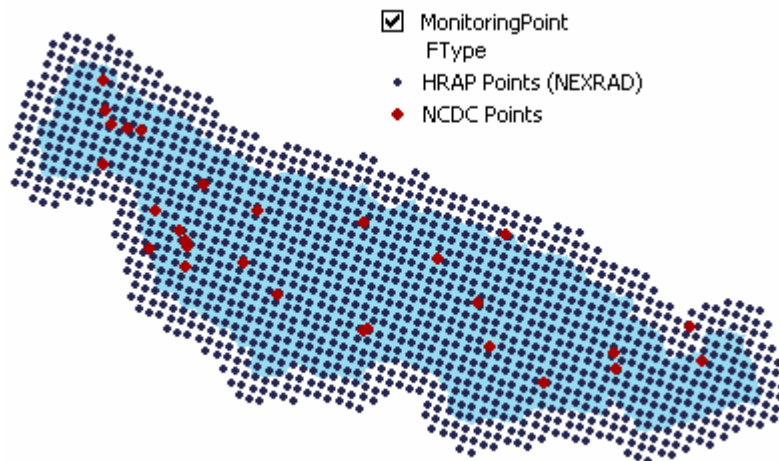 MonitoringPoint
FType
HRAP Points (NEXRAD)
NCDC Points